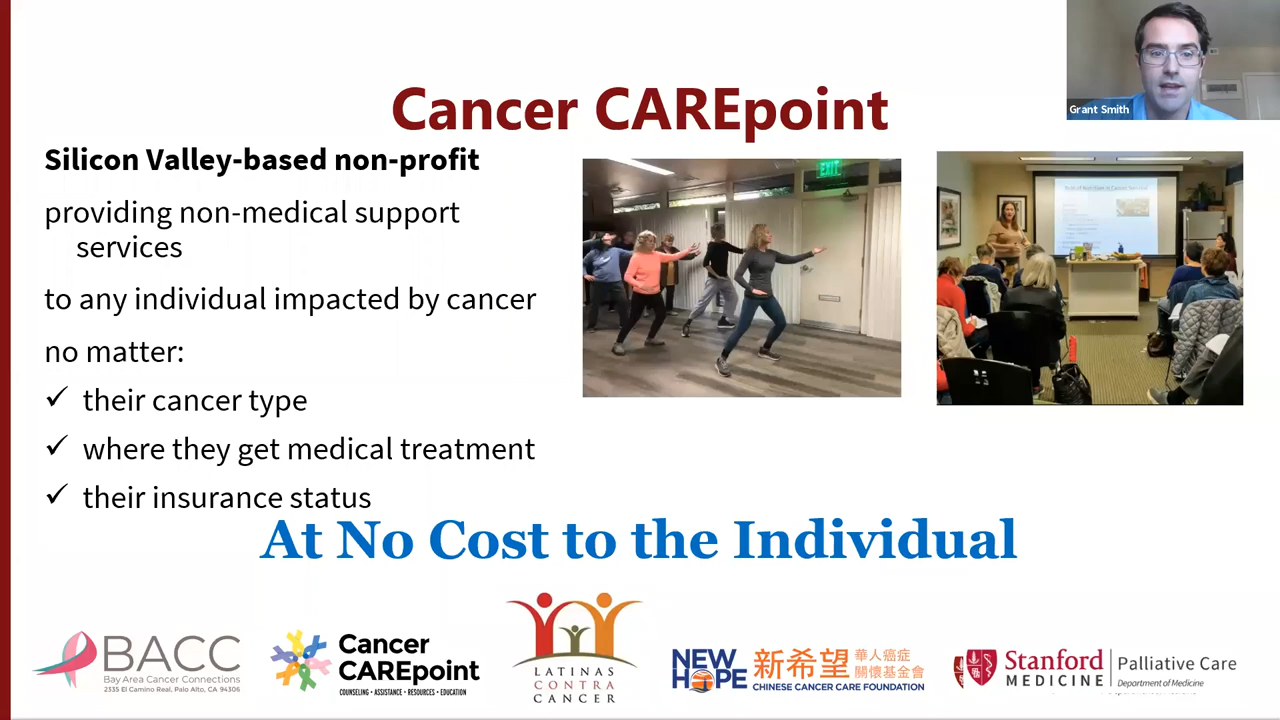 Cancer CAREpoint
Grant Smith
Silicon Valley-based non-profit
providing non-medical support
services
to any individual impacted by cancer
no matter:
✓ their cancer type
✓ where they get medical treatment
✓ their insurance status
EXIT
At No Cost to the Individual
BACC
Bay Area Cancer Connections
2335 El Camino Real, Palo Alto, CA 94306
Cancer
CAREpoint
COUNSELING • ASSISTANCE • RESOURCES • EDUCATION
LATINAS
CONTRA
CANCER
NEW HOPE
新希望
華人癌症
關懷基金會
CHINESE CANCER CARE FOUNDATION
Stanford
MEDICINE
Palliative Care
Department of Medicine